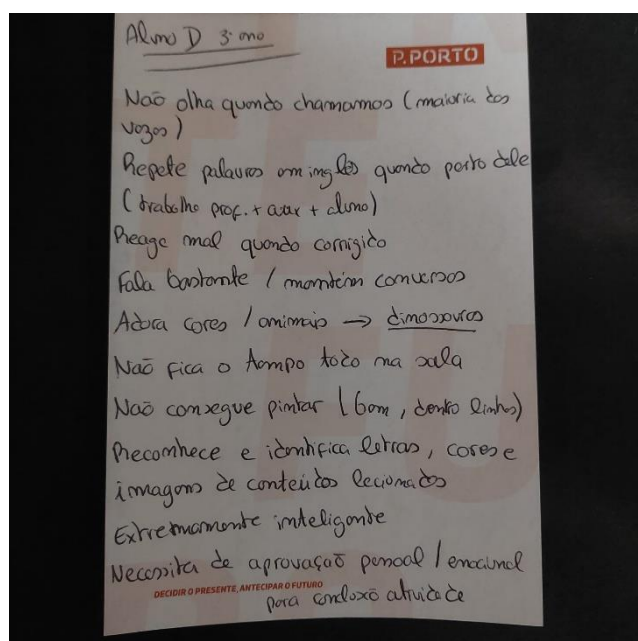 Aluno D 3º ano
P.PORTO
Não olha quando chamamos (maioria das
vezes)
Repete palavras em inglês quando perto dele
(trabalho prof. + aux + aluno)
Reage mal quando corrigido
Fala bastante / mantém conversas
Adora cores / animais → dinossauros
Não fica o tempo todo na sala
Não consegue pintar (bem, dentro linhas)
Reconhece e identifica letras, cores e
imagens de conteúdos lecionados
Extremamente inteligente
Necessita de aprovação pessoal / emocional
DECIDIR O PRESENTE, ANTECIPAR O FUTURO
para conclusão atividade